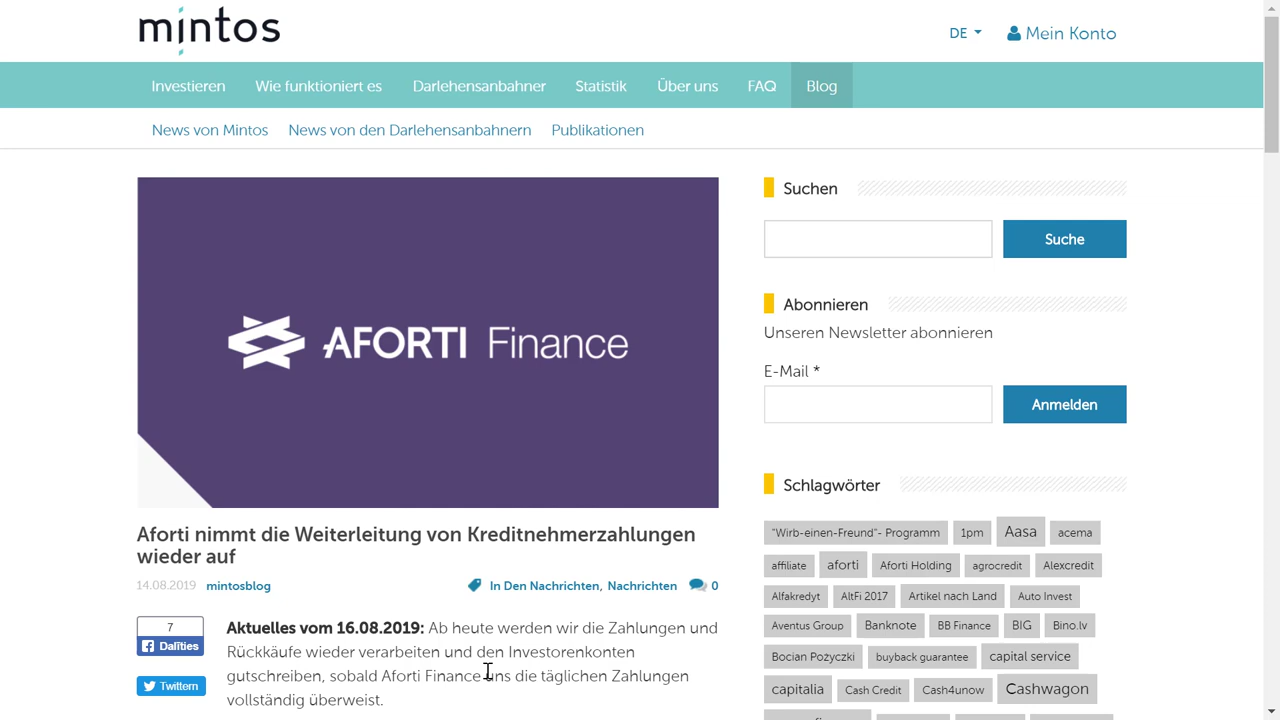 mintos
DE
Mein Konto
Investieren Wie funktioniert es Darlehensanbahner Statistik Über uns FAQ Blog
News von Mintos News von den Darlehensanbahnern Publikationen
AFORTI Finance
Aforti nimmt die Weiterleitung von Kreditnehmerzahlungen
wieder auf
14.08.2019 mintosblog In Den Nachrichten, Nachrichten 0
7
Dalīties
Twittern
Aktuelles vom 16.08.2019: Ab heute werden wir die Zahlungen und
Rückkäufe wieder verarbeiten und den Investorenkonten
gutschreiben, sobald Aforti Finance uns die täglichen Zahlungen
vollständig überweist.
Suchen
Suche
Abonnieren
Unseren Newsletter abonnieren
E-Mail *
Anmelden
Schlagwörter
"Wirb-einen-Freund"- Programm 1pm Aasa acema
affiliate aforti Aforti Holding agrocredit Alexcredit
Alfakredyt AltFi 2017 Artikel nach Land Auto Invest
Aventus Group Banknote BB Finance BIG Bino.lv
Bocian Pożyczki buyback guarantee capital service
capitalia Cash Credit Cash4unow Cashwagon